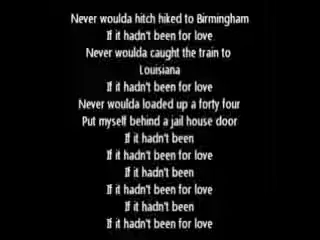 Never woulda hitch hiked to Birmingham
If it hadn't been for love
Never woulda caught the train to
Louisiana
If it hadn't been for love
Never woulda loaded up a forty four
Put myself behind a jail house door
If it hadn't been
If it hadn't been for love
If it hadn't been
If it hadn't been for love
If it hadn't been
If it hadn't been for love